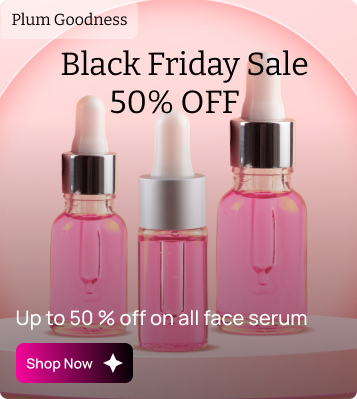 Plum Goodness
Black Friday Sale
50% OFF
Up to 50 % off on all face serum
Shop Now